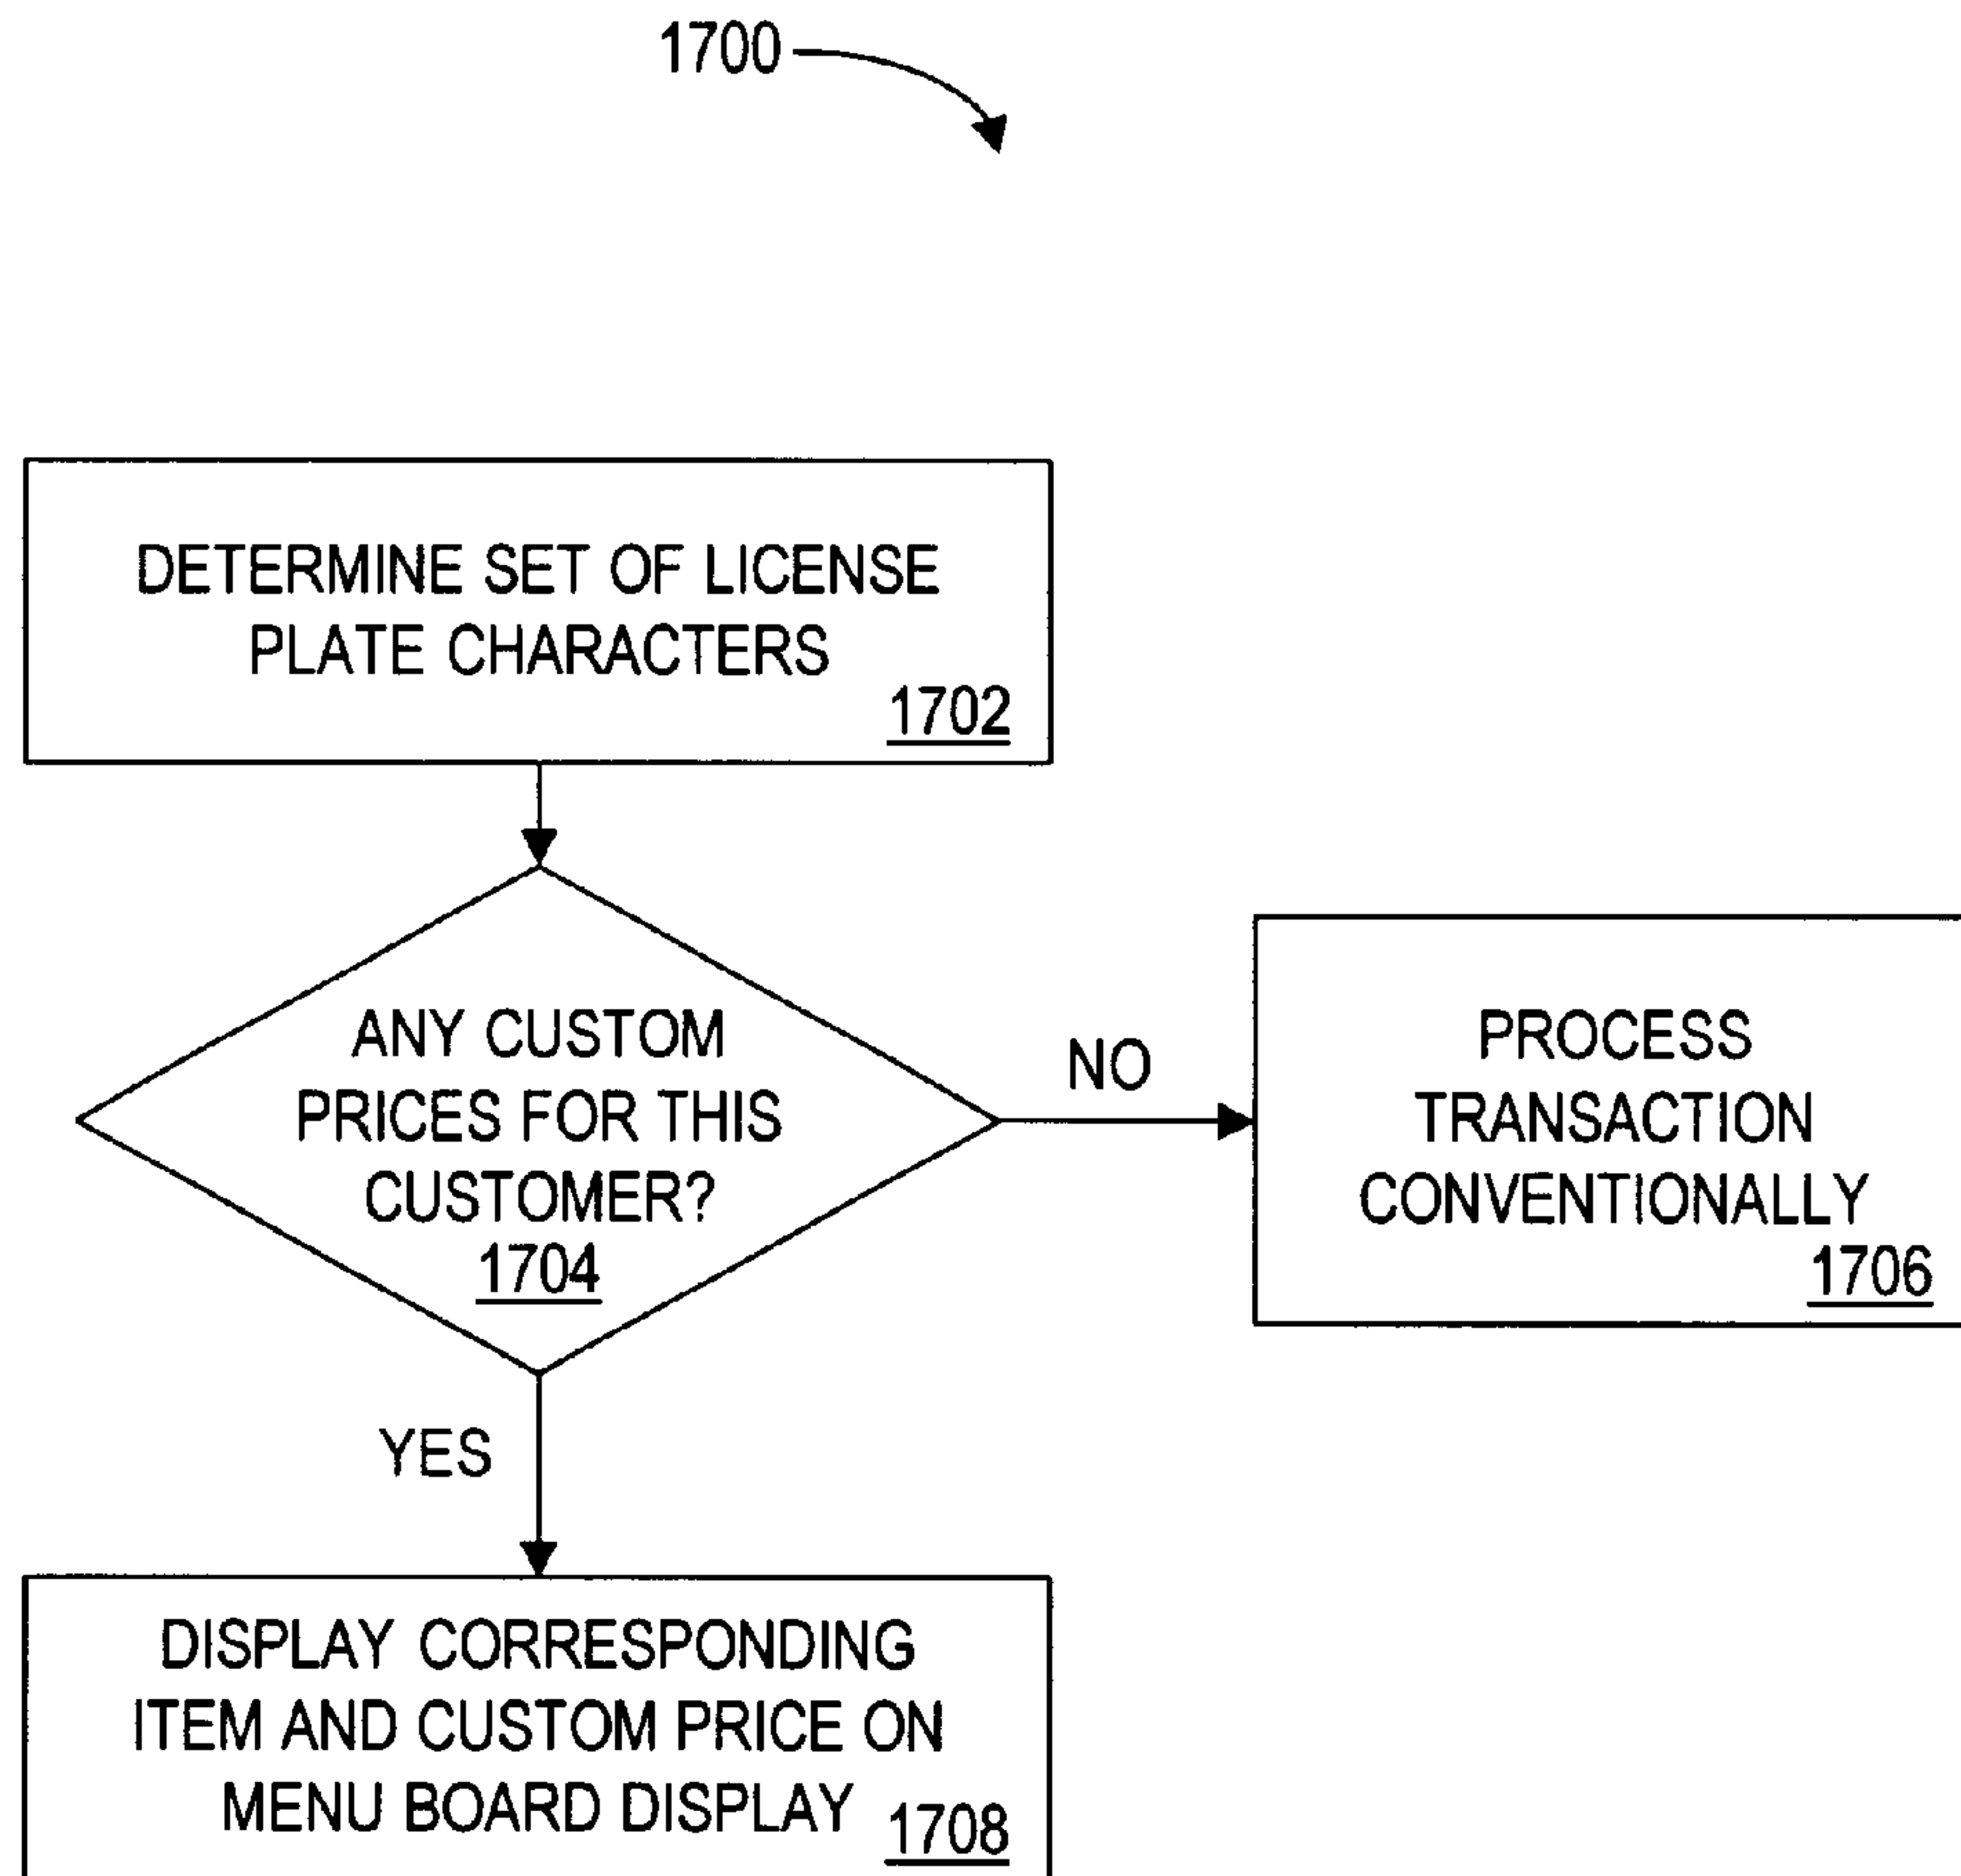 1700
DETERMINE SET OF LICENSE
PLATE CHARACTERS
1702
ANY CUSTOM
PRICES FOR THIS
CUSTOMER?
1704
NO
PROCESS
TRANSACTION
CONVENTIONALLY
1706
YES
DISPLAY CORRESPONDING
ITEM AND CUSTOM PRICE ON
MENU BOARD DISPLAY
1708